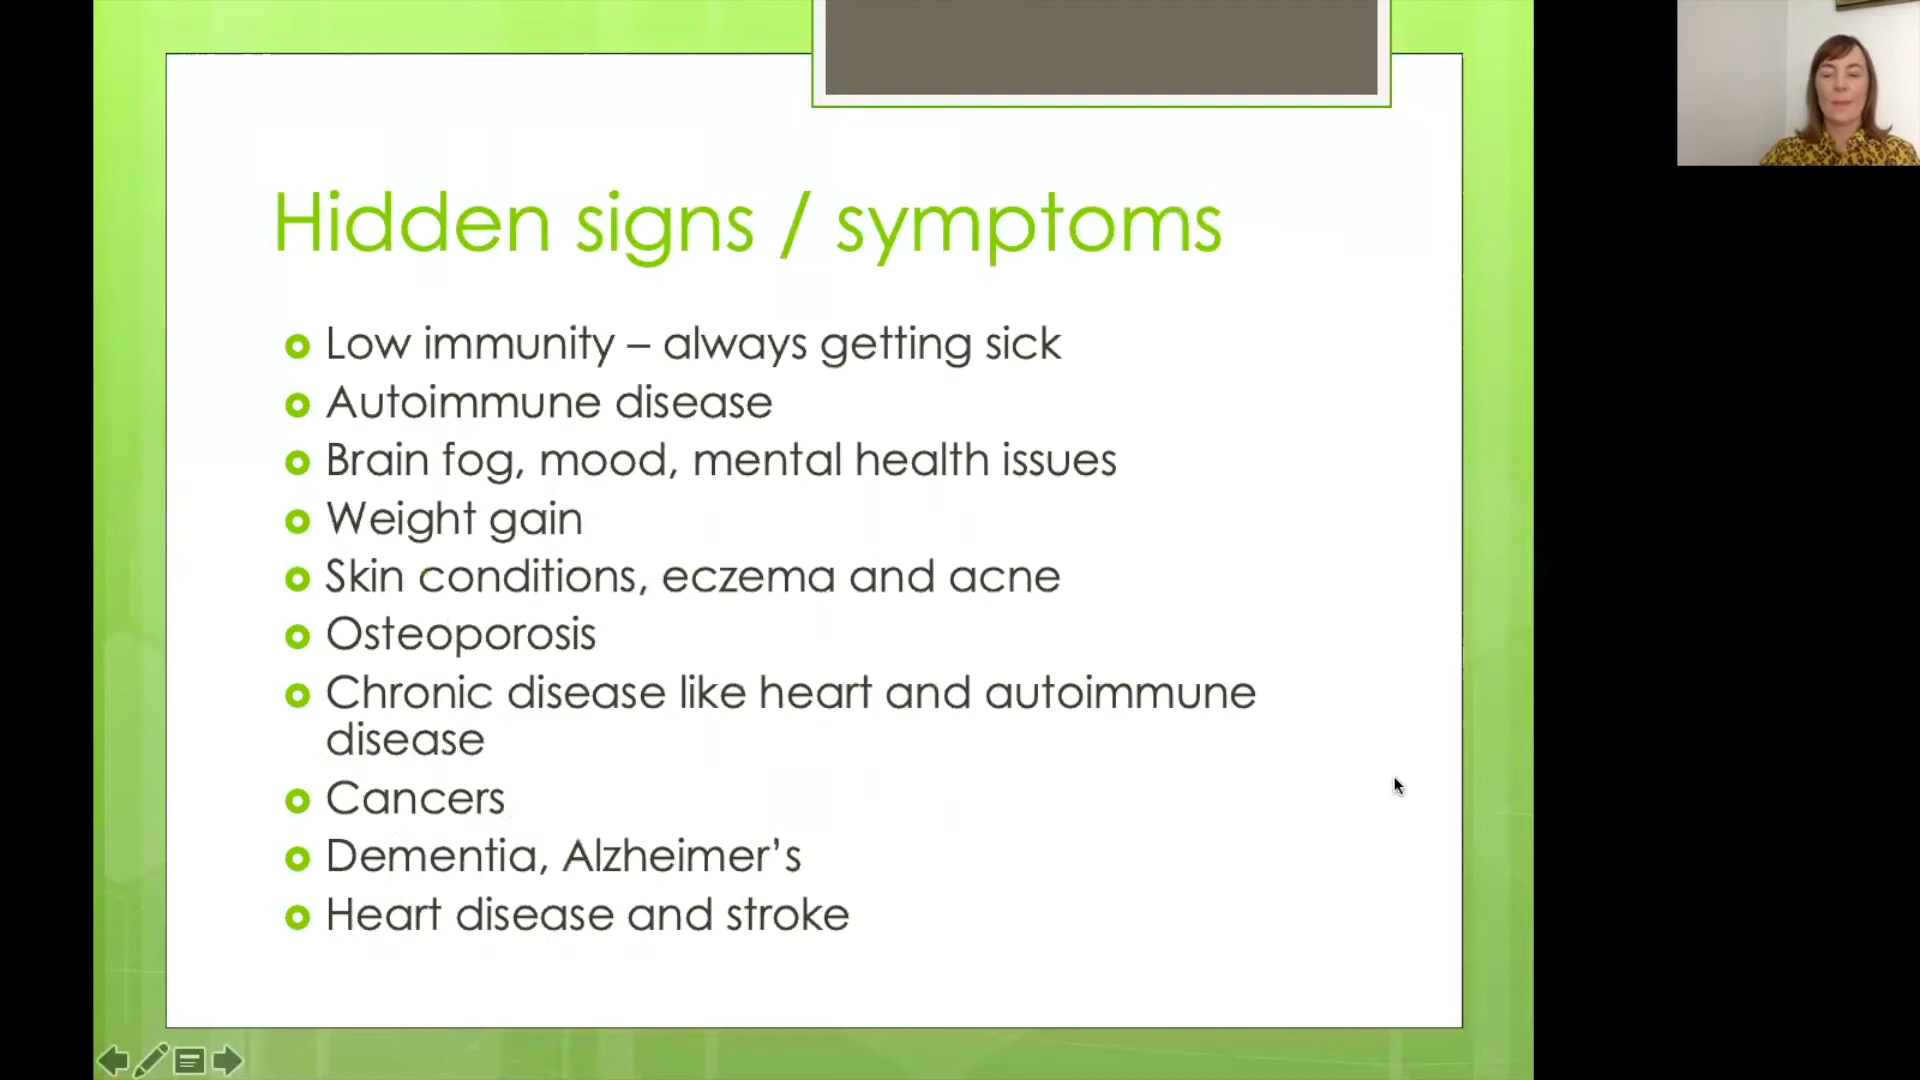 Hidden signs / symptoms
Low immunity – always getting sick
Autoimmune disease
Brain fog, mood, mental health issues
Weight gain
Skin conditions, eczema and acne
Osteoporosis
Chronic disease like heart and autoimmune
disease
Cancers
Dementia, Alzheimer’s
Heart disease and stroke